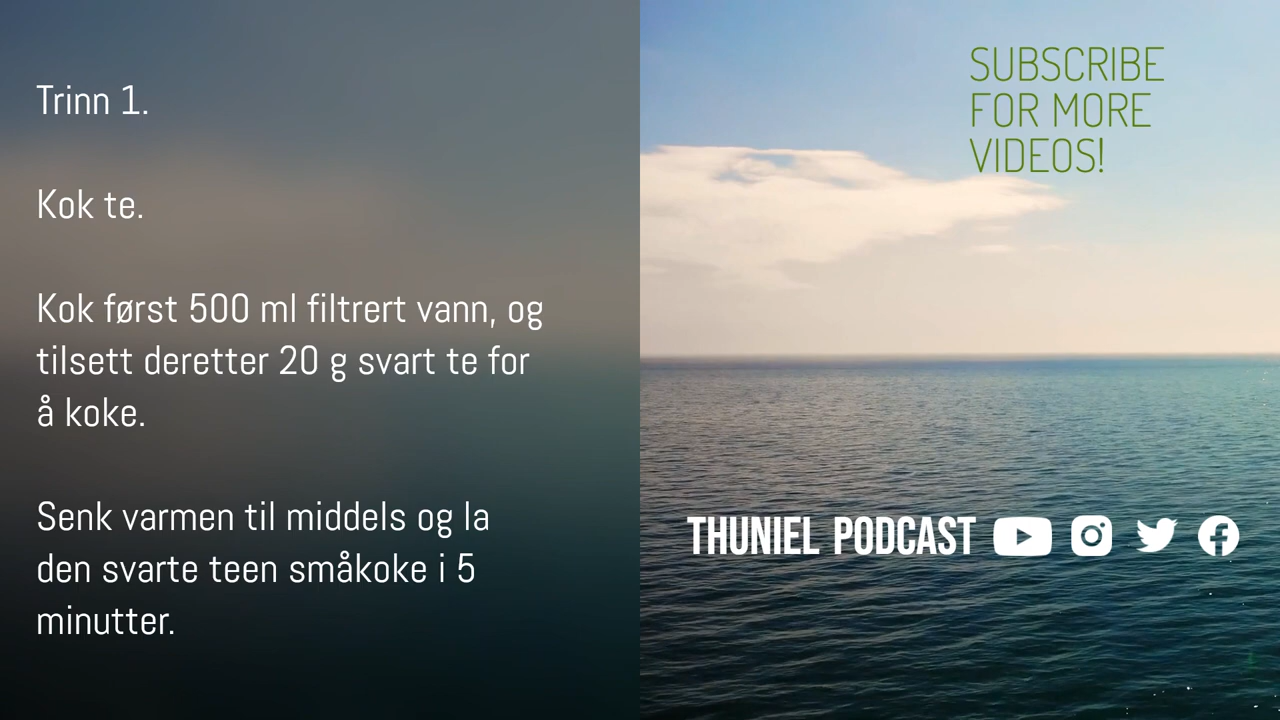 Trinn 1.
Kok te.
Kok først 500 ml filtrert vann, og
tilsett deretter 20 g svart te for
å koke.
Senk varmen til middels og la
den svarte teen småkoke i 5
minutter.
SUBSCRIBE
FOR MORE
VIDEOS!
THUNIEL PODCAST